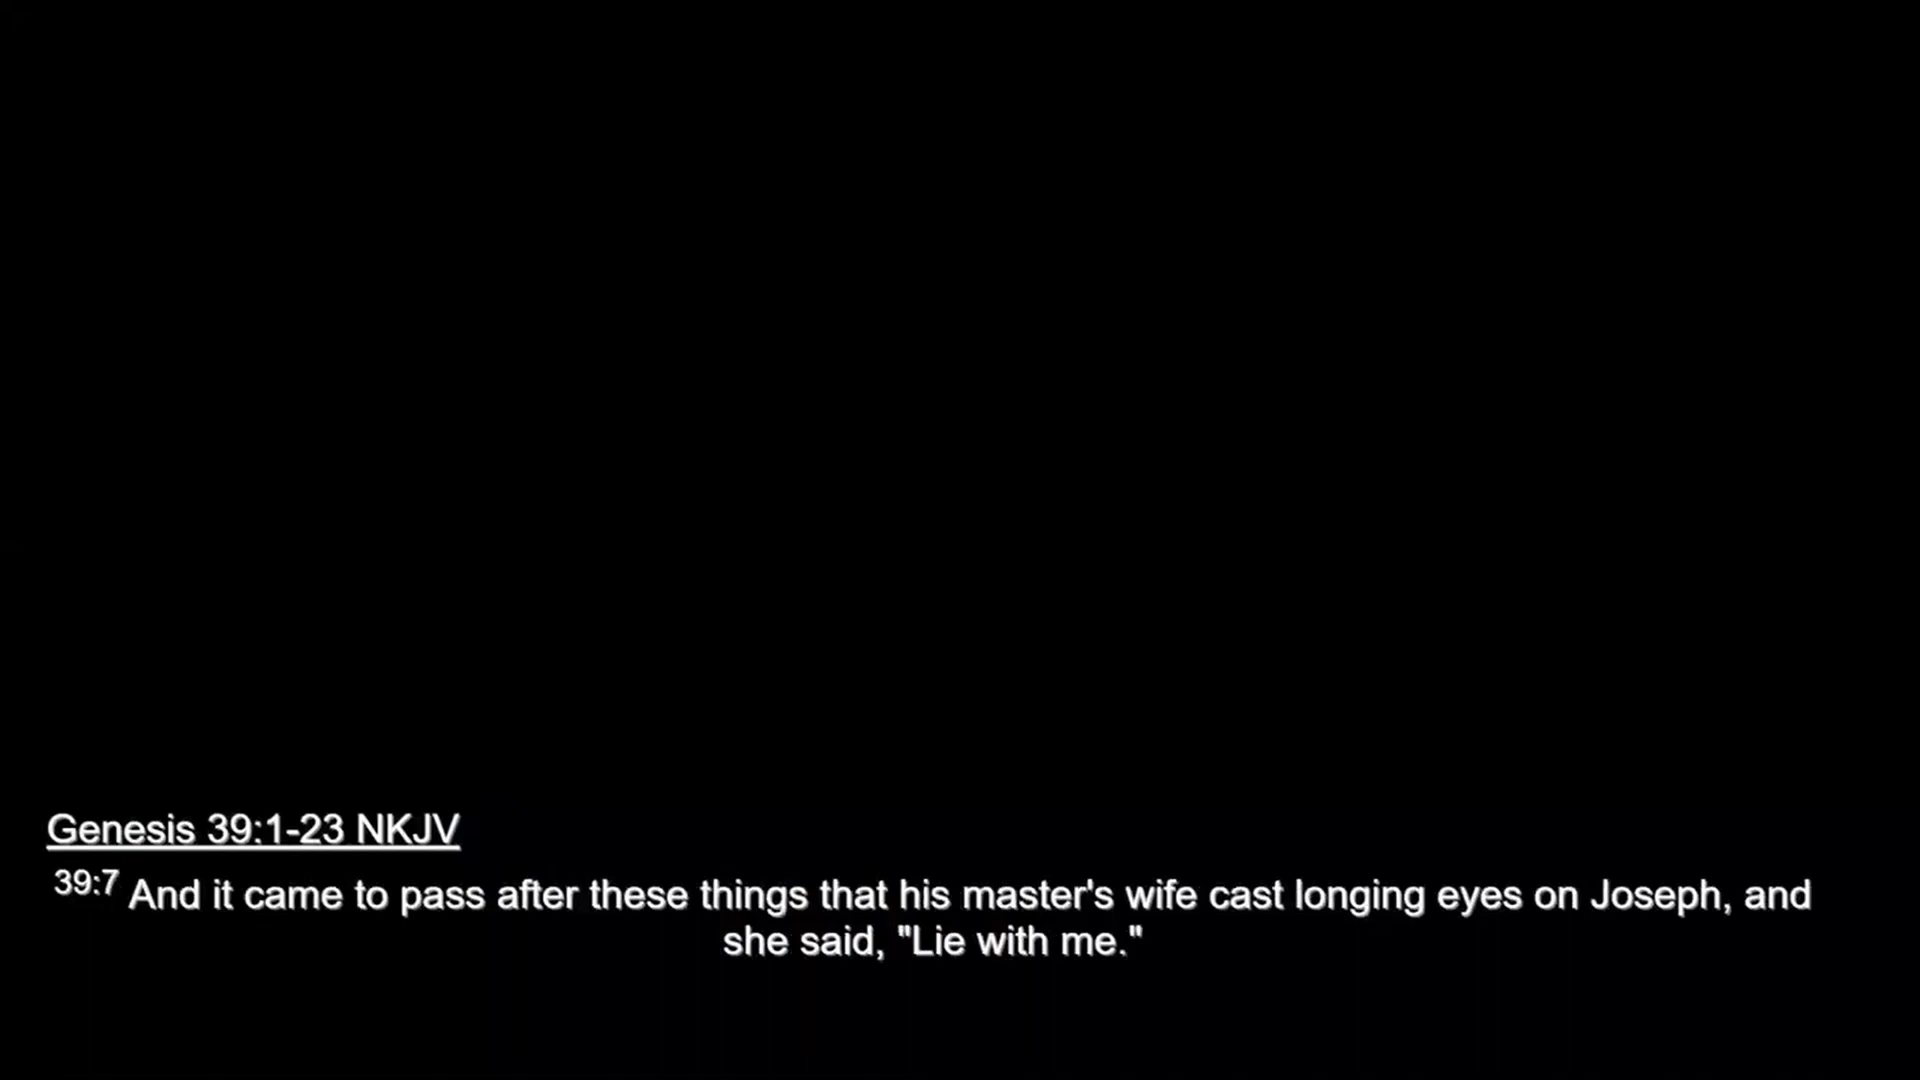 Genesis 39:1-23 NKJV
39:7 And it came to pass after these things that his master's wife cast longing eyes on Joseph, and
she said, "Lie with me."